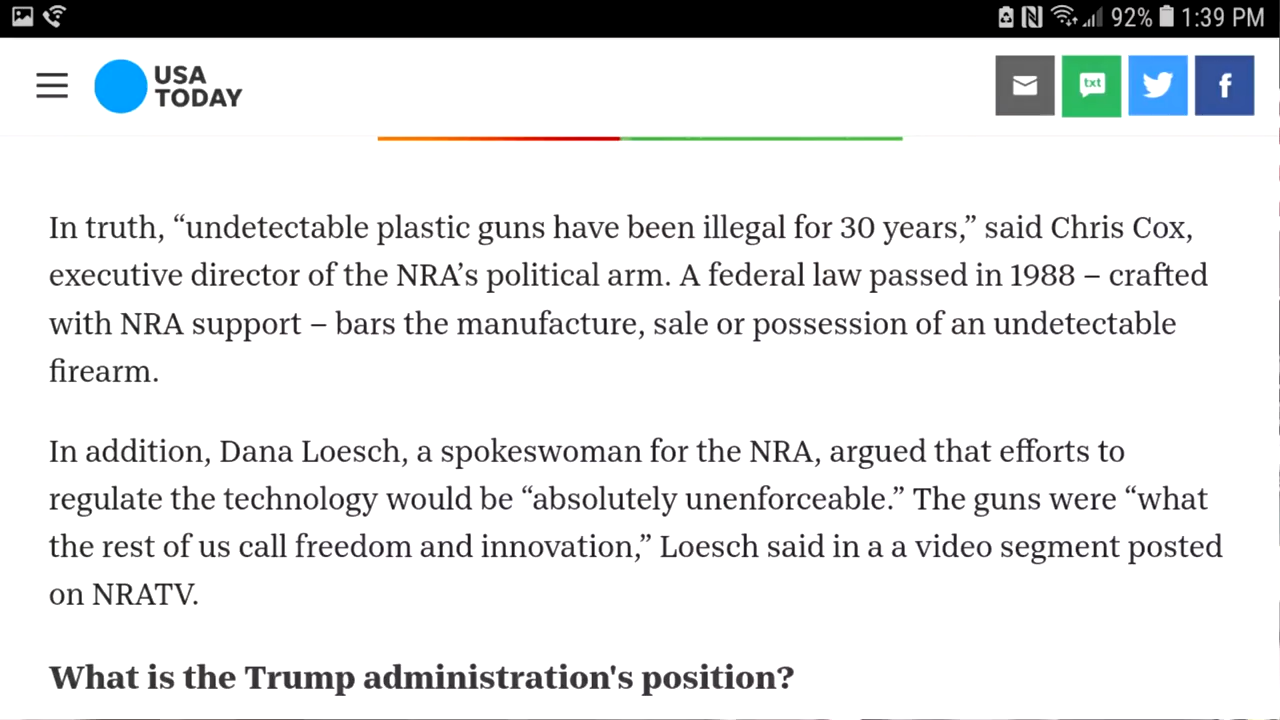 92% 1:39 PM
USA
TODAY
txt
f
In truth, “undetectable plastic guns have been illegal for 30 years,” said Chris Cox,
executive director of the NRA’s political arm. A federal law passed in 1988 – crafted
with NRA support – bars the manufacture, sale or possession of an undetectable
firearm.
In addition, Dana Loesch, a spokeswoman for the NRA, argued that efforts to
regulate the technology would be “absolutely unenforceable.” The guns were “what
the rest of us call freedom and innovation,” Loesch said in a a video segment posted
on NRATV.
What is the Trump administration's position?